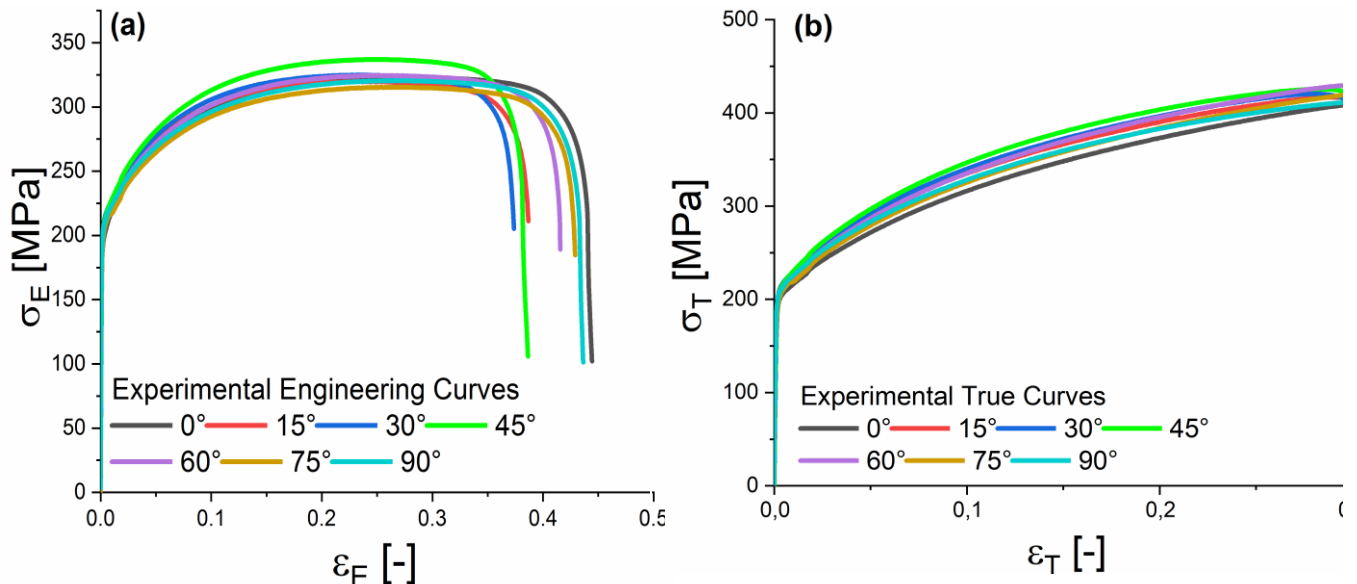 (a)
350
300
250
200
150
100
50
0
σE [MPa]
Experimental Engineering Curves
0° 15° 30° 45°
60° 75° 90°
0.0 0.1 0.2 0.3 0.4 0.5
εE [-]
(b)
500
400
300
200
100
0
σT [MPa]
Experimental True Curves
0° 15° 30° 45°
60° 75° 90°
0,0 0,1 0,2
εT [-]